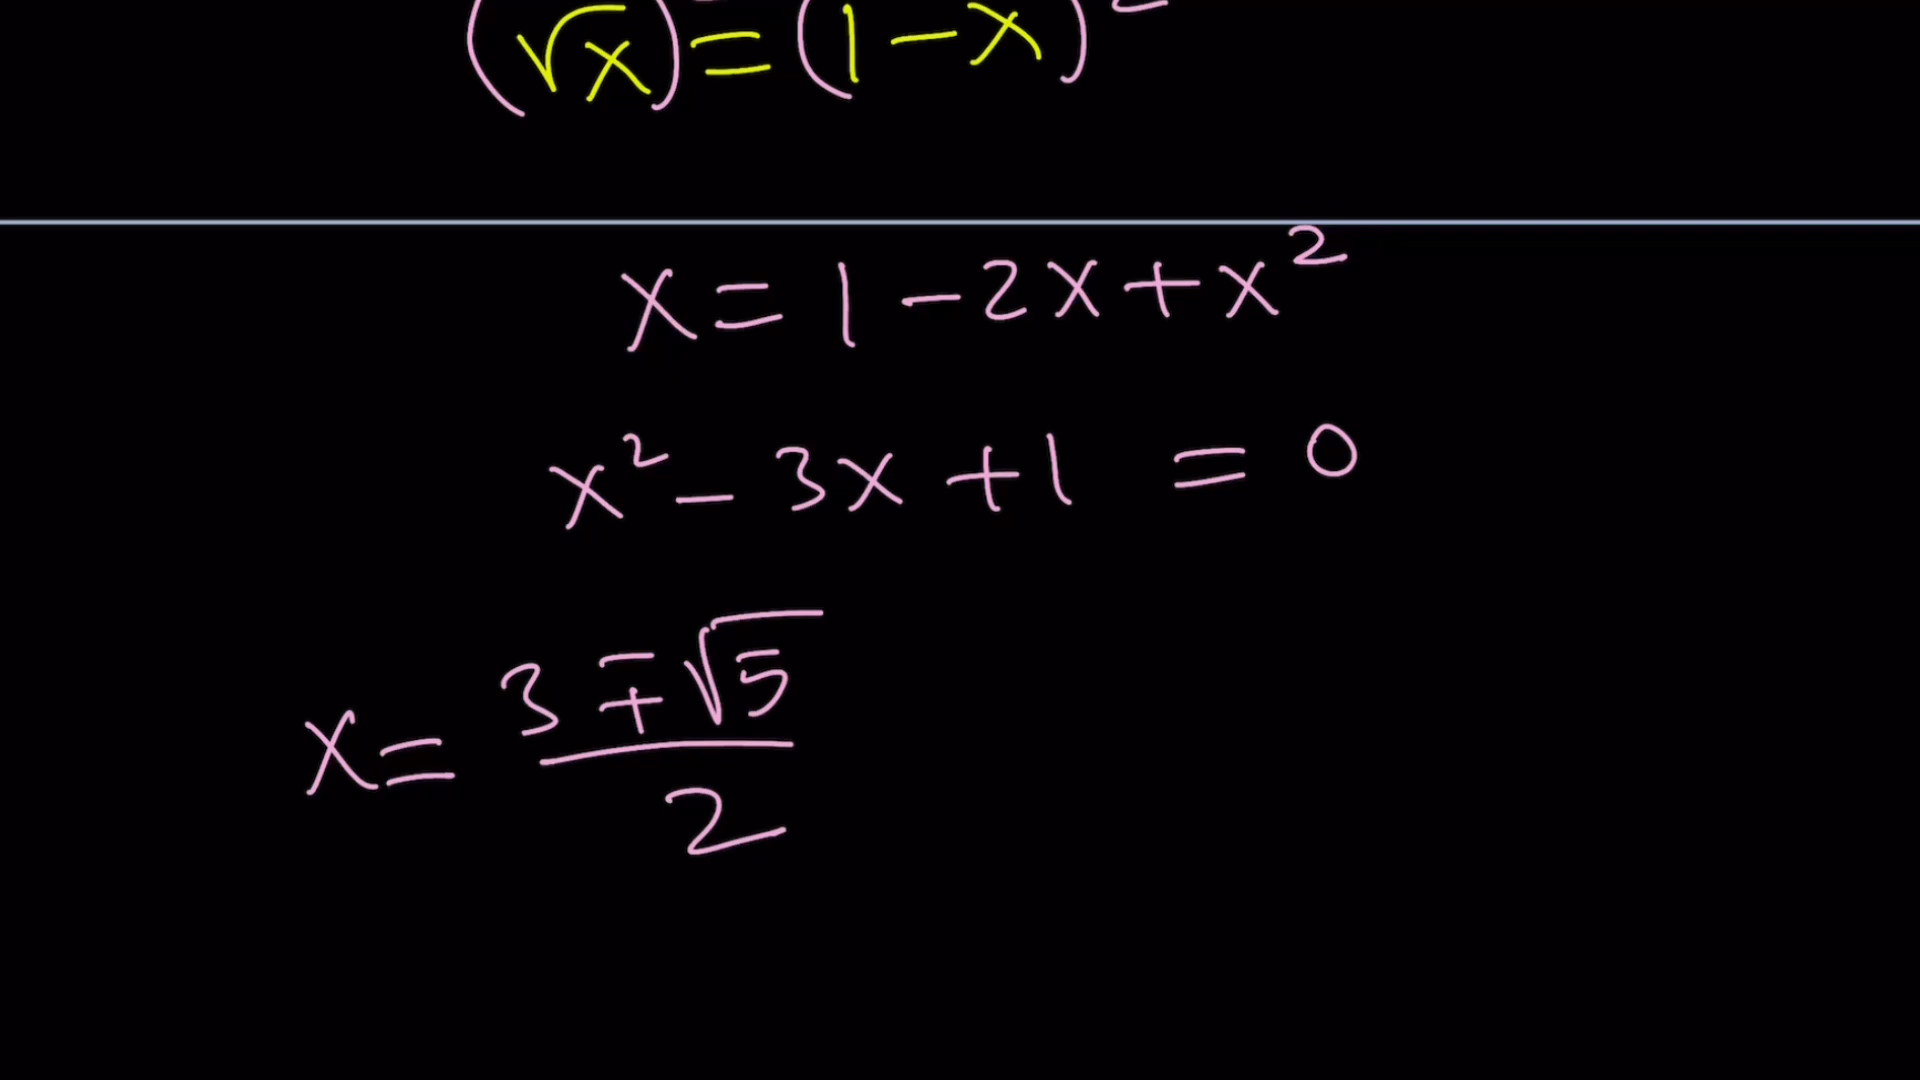 (√x)² = (1 - x)²
x = 1 - 2x + x²
x² - 3x + 1 = 0
x = (3 ∓ √5) / 2